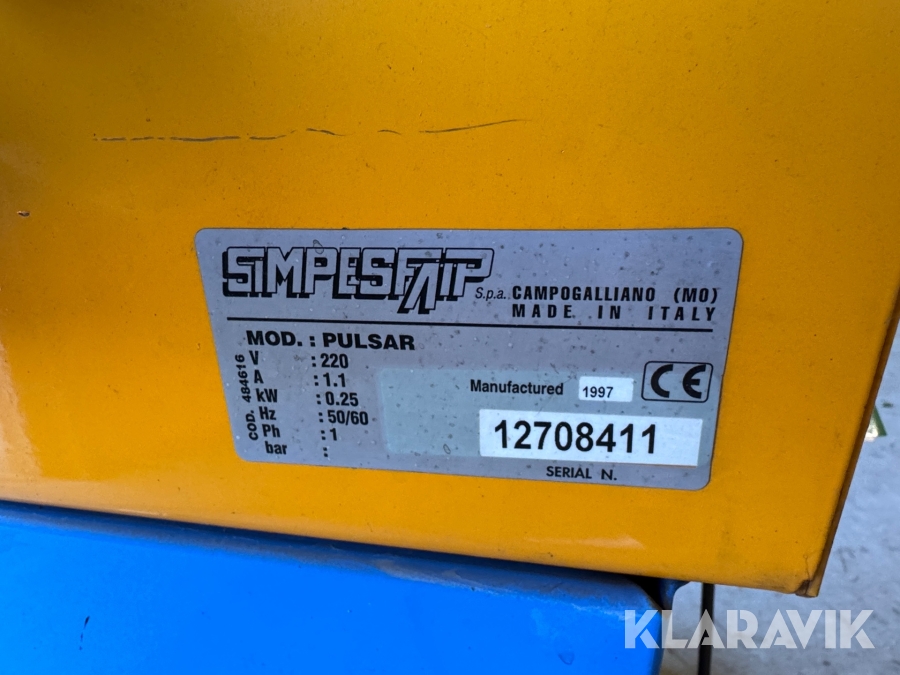 SIMPESFAIP
S.p.a. CAMPOGALLIANO (MO)
MADE IN ITALY
MOD. : PULSAR
V : 220
A : 1.1
kW : 0.25
Hz : 50/60
Ph : 1
bar :
COD. 484616
Manufactured 1997
CE
12708411
SERIAL N.
KLARAVIK